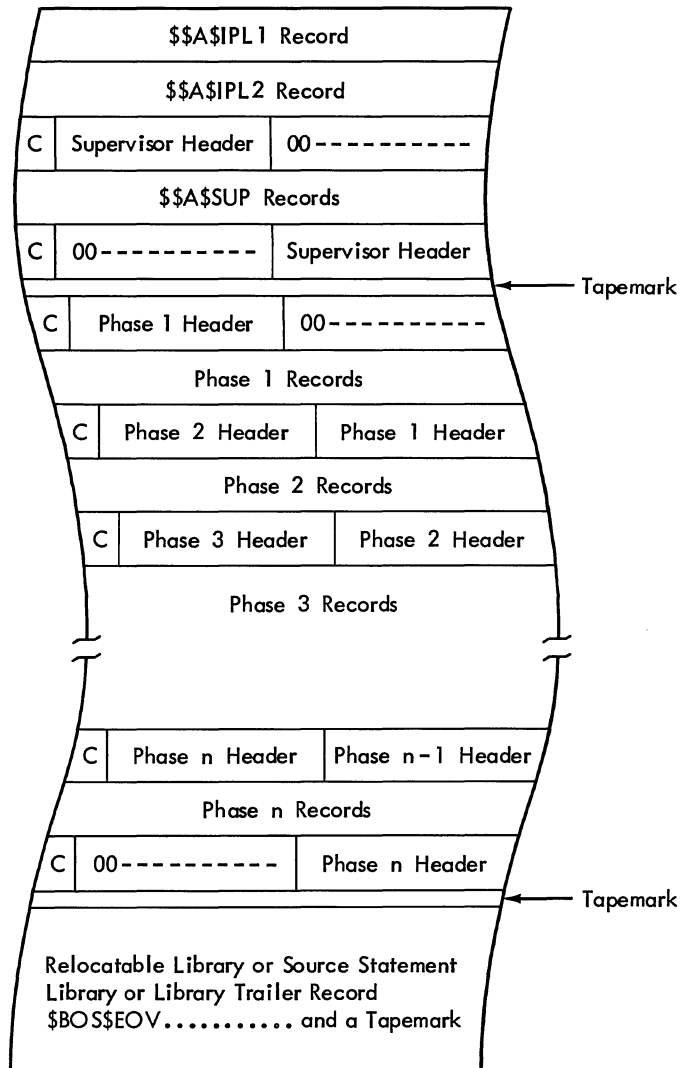 $$A$IPL1 Record
$$A$IPL2 Record
C Supervisor Header 00----------
$$A$SUP Records
C 00----------- Supervisor Header
Tapemark
C Phase 1 Header 00----------
Phase 1 Records
C Phase 2 Header Phase 1 Header
Phase 2 Records
C Phase 3 Header Phase 2 Header
Phase 3 Records
C Phase n Header Phase n-1 Header
Phase n Records
C 00----------- Phase n Header
Tapemark
Relocatable Library or Source Statement
Library or Library Trailer Record
$BOS$EOV........... and a Tapemark